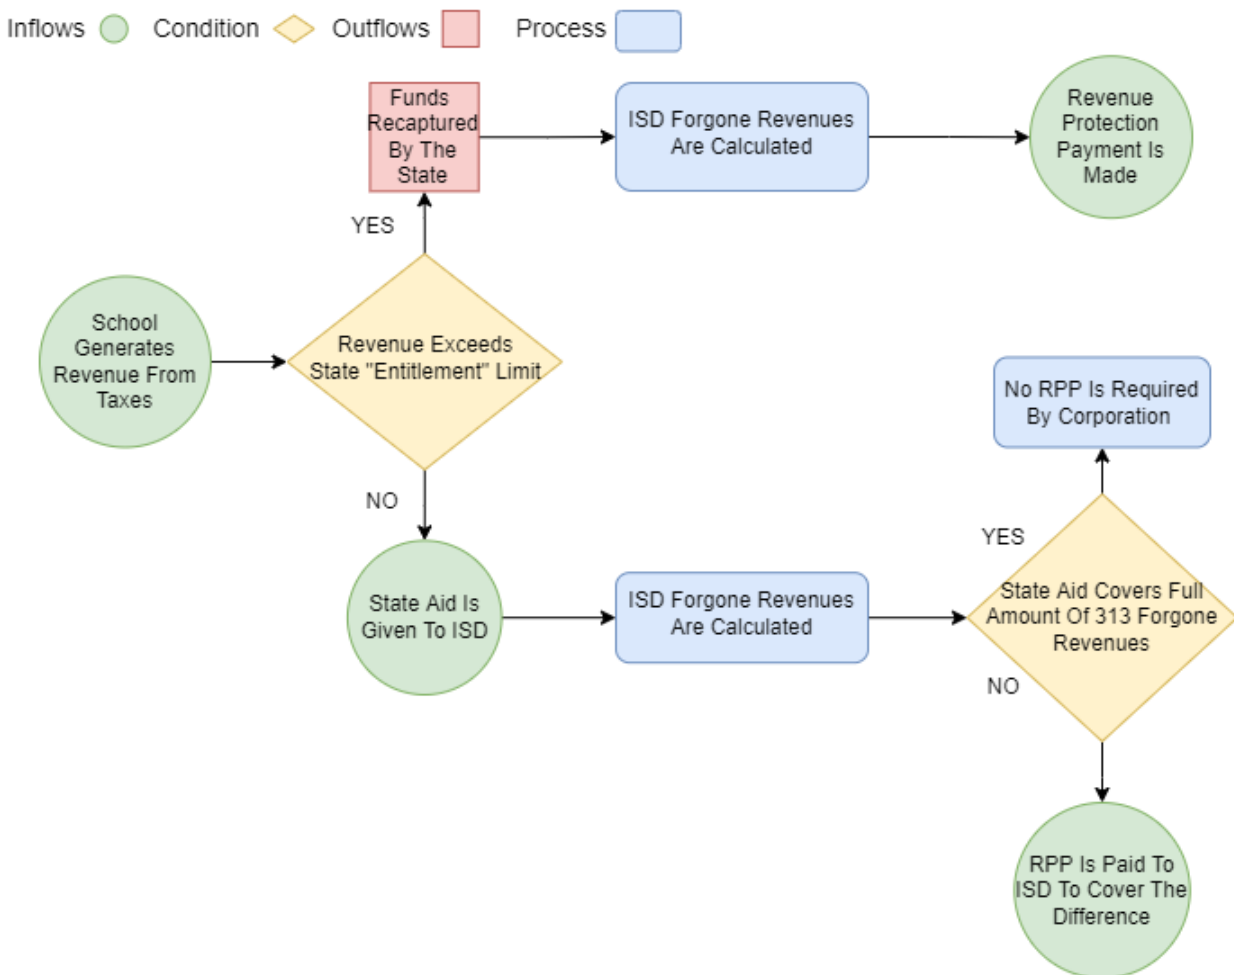 Inflows Condition Outflows Process
Funds
Recaptured
By The
State
ISD Forgone Revenues
Are Calculated
Revenue
Protection
Payment Is
Made
YES
School
Generates
Revenue From
Taxes
Revenue Exceeds
State "Entitlement" Limit
No RPP Is Required
By Corporation
NO
YES
State Aid Is
Given To ISD
ISD Forgone Revenues
Are Calculated
State Aid Covers Full
Amount Of 313 Forgone
Revenues
NO
RPP Is Paid To
ISD To Cover The
Difference